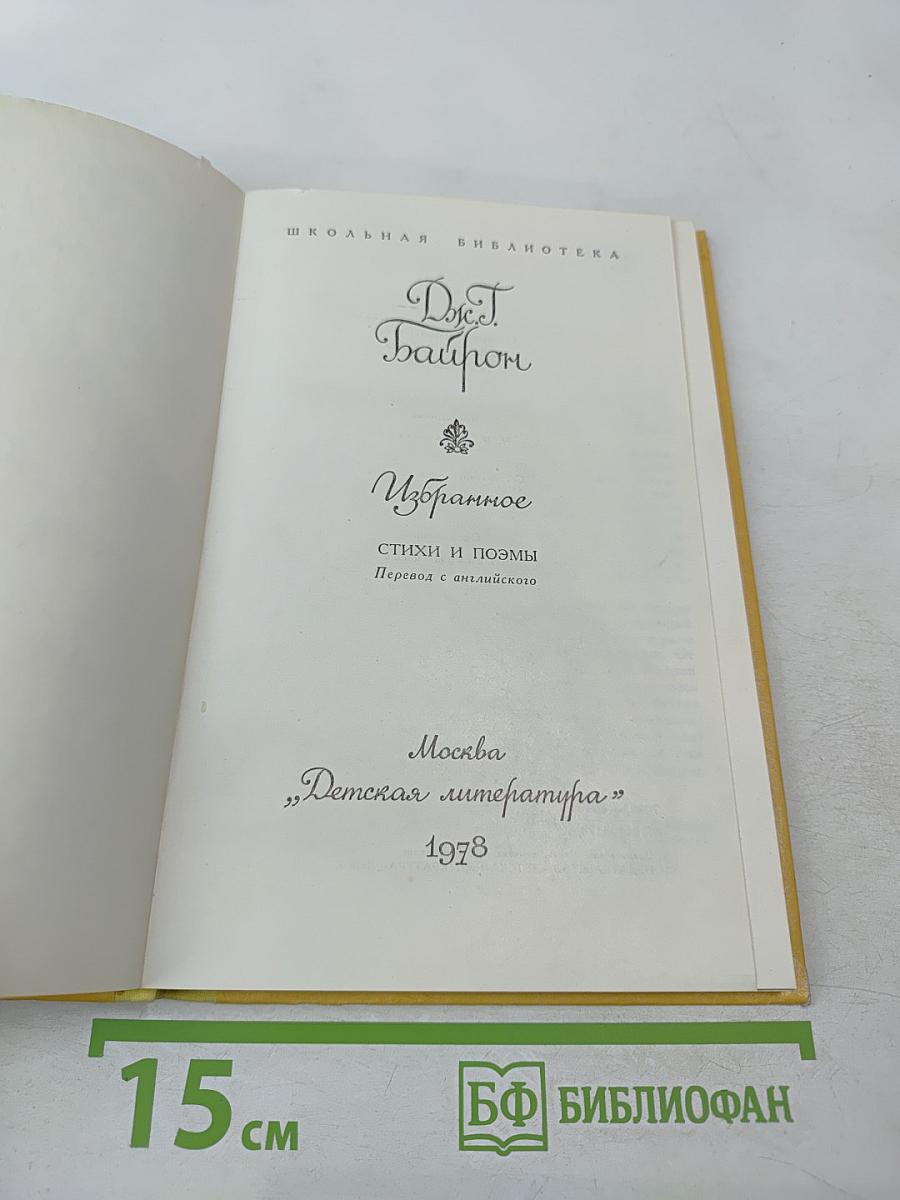 ШКОЛЬНАЯ БИБЛИОТЕКА
Дж.Г.
Байрон
Избранное
СТИХИ И ПОЭМЫ
Перевод с английского
Москва
„Детская литература”
1978
15 см
БФ БИБЛИОФАН